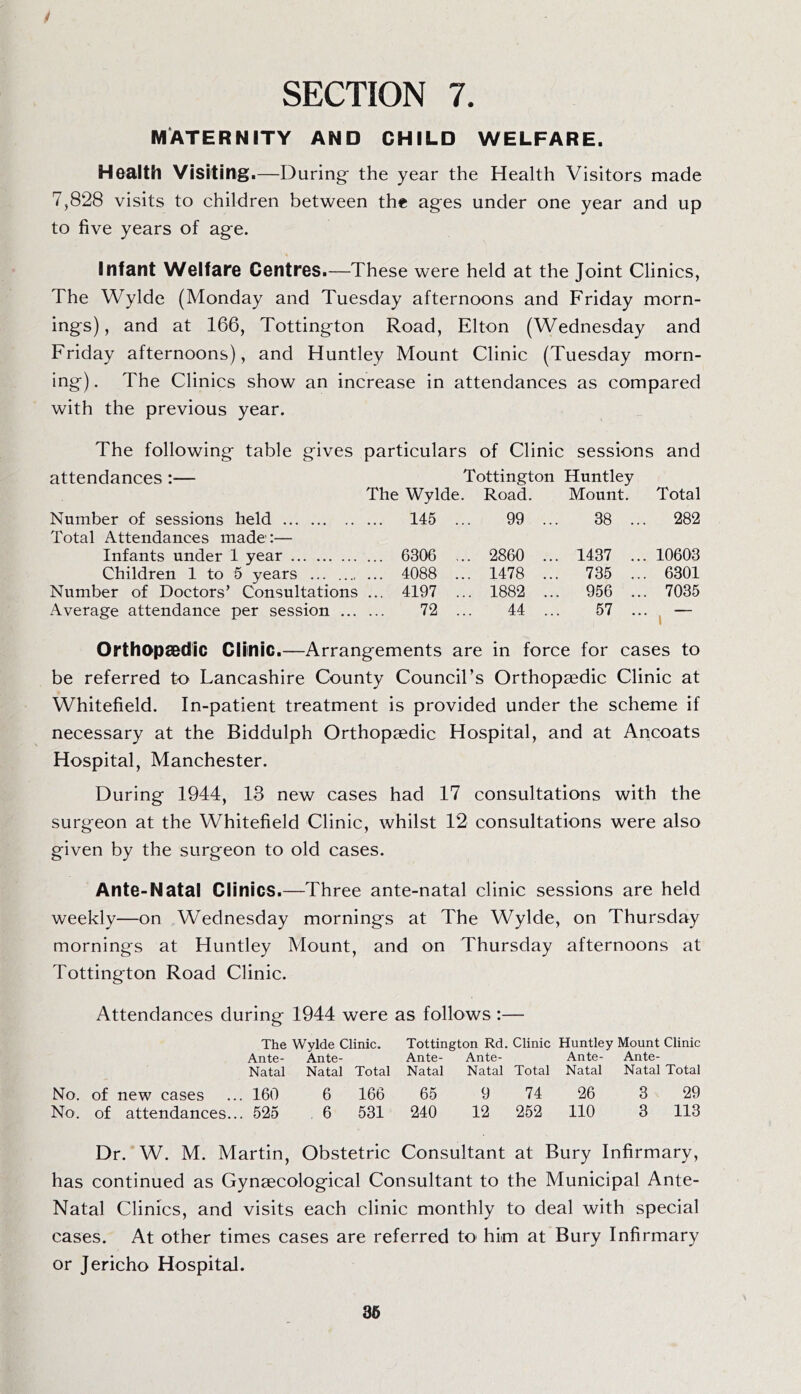 SECTION 7.
MATERNITY AND CHILD WELFARE.
Health Visiting.—During the year the Health Visitors made
7,828 visits to children between the ages under one year and up
to five years of age.
Infant Welfare Centres.—These were held at the Joint Clinics,
The Wylde (Monday and Tuesday afternoons and Friday morn-
ings), and at 166, Tottington Road, Elton (Wednesday and
Friday afternoons), and Huntley Mount Clinic (Tuesday morn-
ing). The Clinics show an increase in attendances as compared
with the previous year.
The following table gives particulars of Clinic sessions and
attendances :— Tottington Huntley
The Wylde. Road. Mount. Total
Number of sessions held ... ... ... ... 145 ... 99 ... 38 ... 282
Total Attendances made :—
Infants under 1 year ... ... ... ... 6306 ... 2860 ... 1437 ... 10603
Children 1 to 5 years ... ... ... 4088 ... 1478 ... 735 ... 6301
Number of Doctors' Consultations ... 4197 ... 1882 ... 956 ... 7035
Average attendance per session ... ... 72 ... 44 ... 57 ... —
Orthopædic Clinic.—Arrangements are in force for cases to
be referred to Lancashire County Council's Orthopædic Clinic at
Whitefield. In-patient treatment is provided under the scheme if
necessary at the Biddulph Orthopædic Hospital, and at Ancoats
Hospital, Manchester.
During 1944, 13 new cases had 17 consultations with the
surgeon at the Whitefield Clinic, whilst 12 consultations were also
given by the surgeon to old cases.
Ante-Natal Clinics.—Three ante-natal clinic sessions are held
weekly—on Wednesday mornings at The Wylde, on Thursday
mornings at Huntley Mount, and on Thursday afternoons at
Tottington Road Clinic.
Attendances during 1944 were as follows :—
The Wylde Clinic. Tottington Rd. Clinic Huntley Mount Clinic
Ante- Ante- Ante- Ante- Ante- Ante-
Natal Natal Total Natal Natal Total Natal Natal Total
No. of new cases ... 160 6 166 65 9 74 26 3 29
No. of attendances... 525 6 531 240 12 252 110 3 113
Dr. W. M. Martin, Obstetric Consultant at Bury Infirmary,
has continued as Gynæcological Consultant to the Municipal Ante-
Natal Clinics, and visits each clinic monthly to deal with special
cases. At other times cases are referred to him at Bury Infirmary
or Jericho Hospital.
36